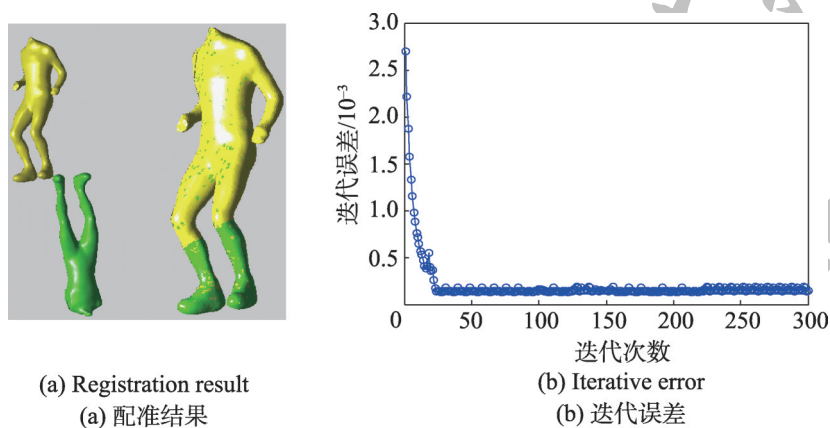 3.0
2.5
2.0
1.5
1.0
0.5
迭代误差/10⁻³
0 50 100 150 200 250 300
迭代次数
(a) Registration result
(a) 配准结果
(b) Iterative error
(b) 迭代误差